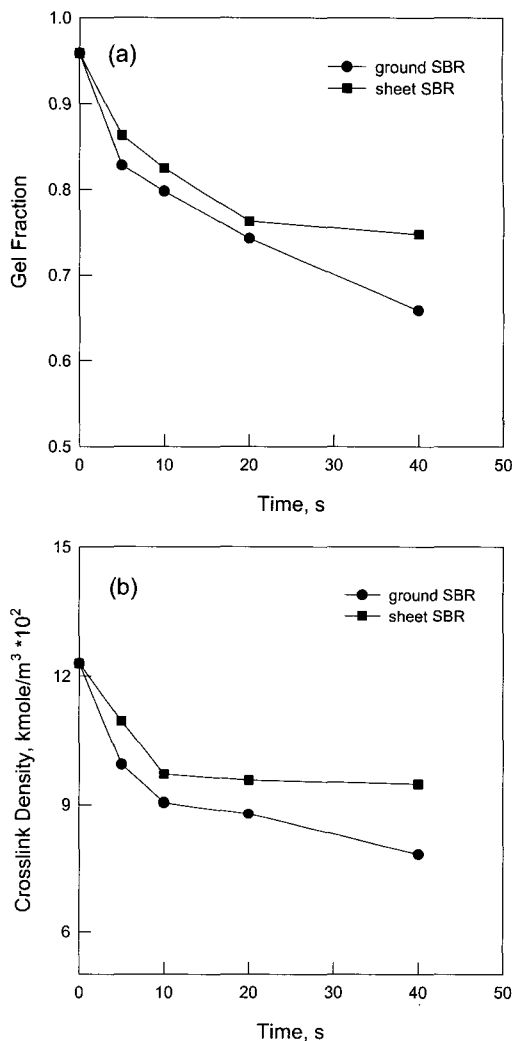 (a)
ground SBR
sheet SBR
1.0
0.9
0.8
0.7
0.6
0.5
Gel Fraction
0 10 20 30 40 50
Time, s
(b)
ground SBR
sheet SBR
15
12
9
6
Crosslink Density, kmole/m³ *10²
0 10 20 30 40 50
Time, s